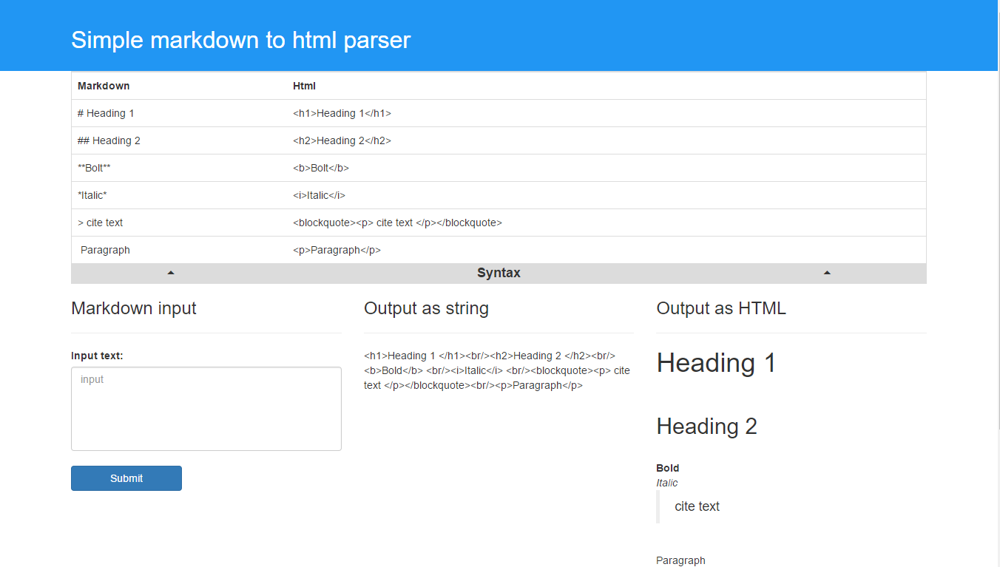 Simple markdown to html parser
Markdown Html
# Heading 1 <h1>Heading 1</h1>
## Heading 2 <h2>Heading 2</h2>
**Bolt** <b>Bolt</b>
*Italic* <i>Italic</i>
> cite text <blockquote><p> cite text </p></blockquote>
Paragraph <p>Paragraph</p>
Syntax
Markdown input
Input text:
input
Submit
Output as string
<h1>Heading 1 </h1><br/><h2>Heading 2 </h2><br/>
<b>Bold</b> <br/><i>Italic</i> <br/><blockquote><p> cite
text </p></blockquote><br/><p>Paragraph</p>
Output as HTML
Heading 1
Heading 2
Bold
Italic
cite text
Paragraph